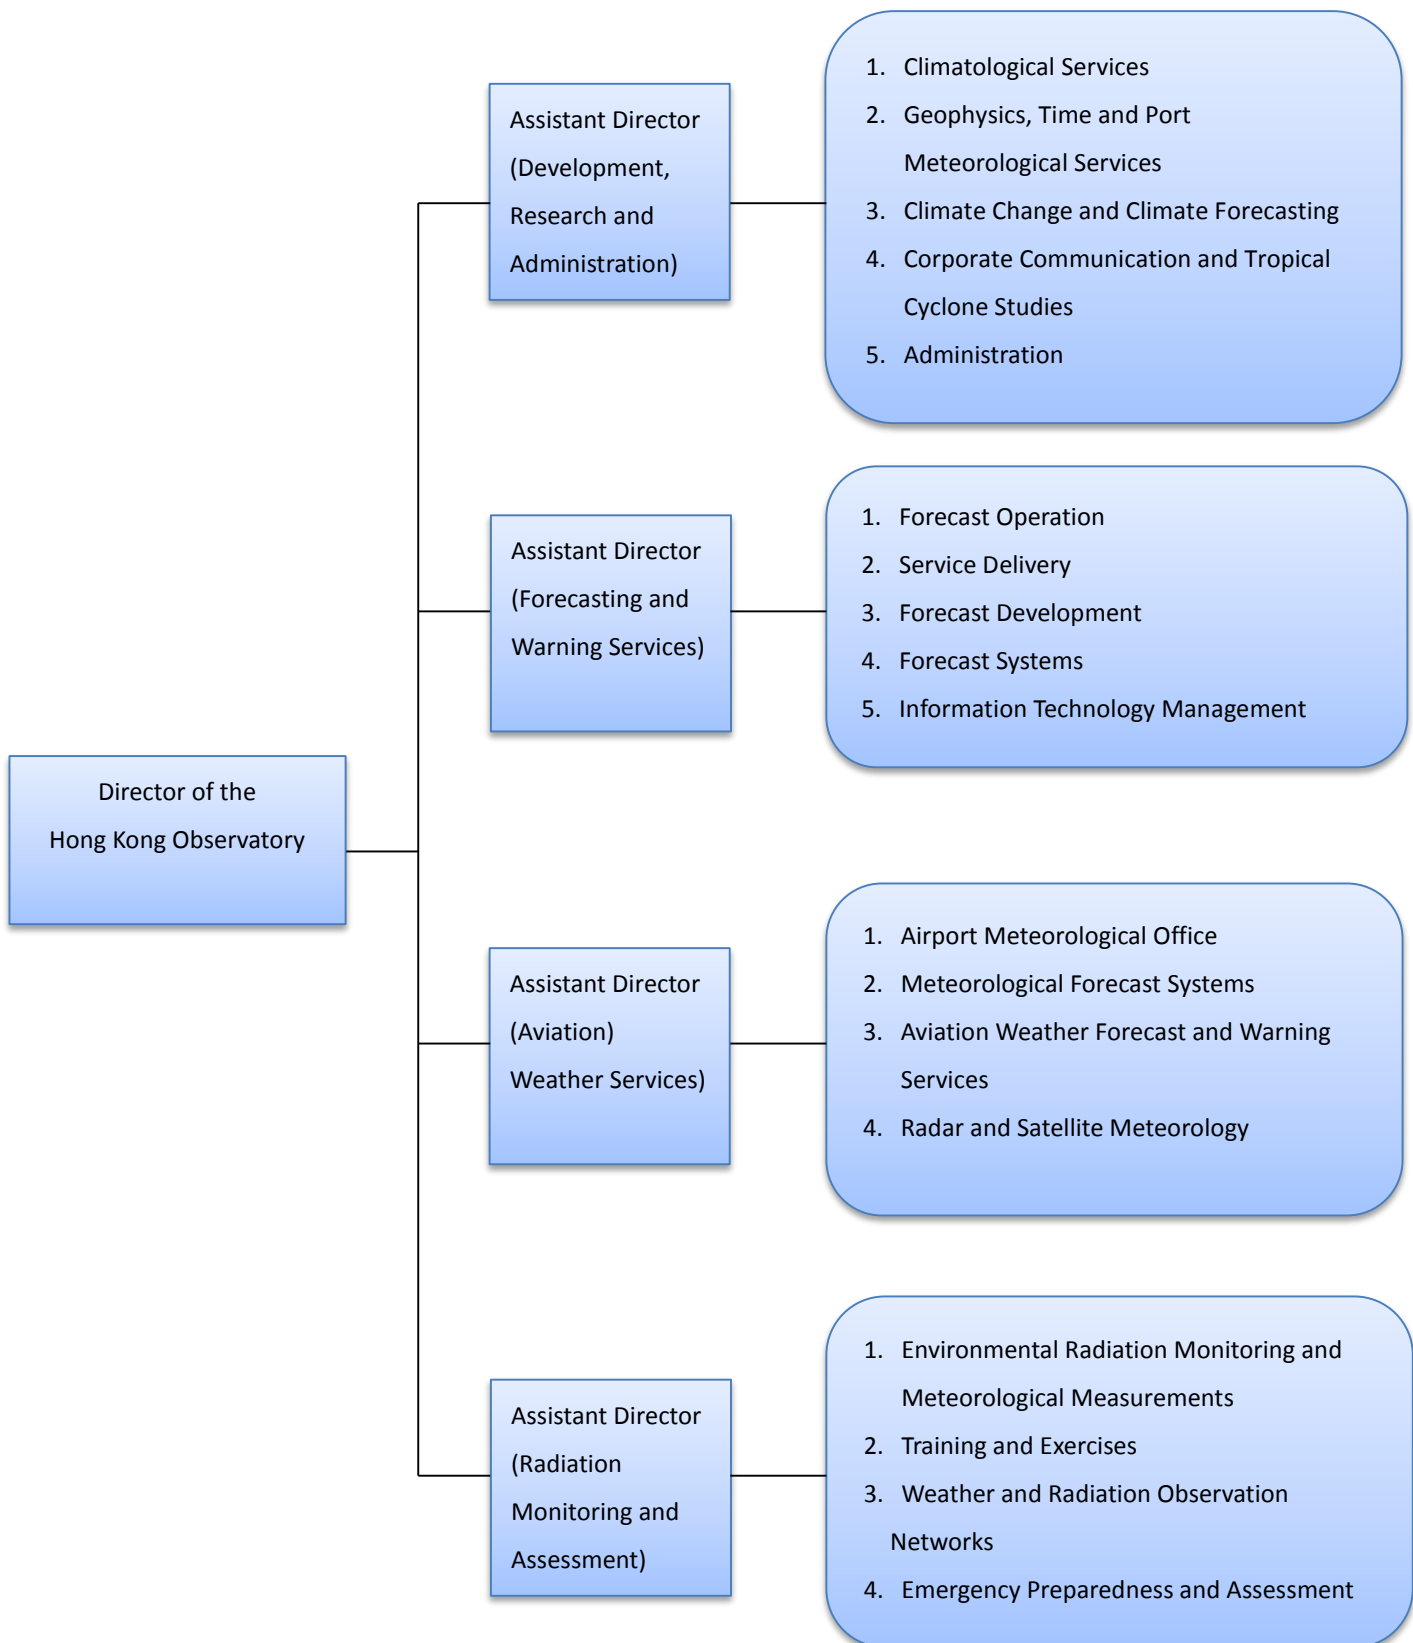 Director of the
Hong Kong Observatory
Assistant Director
(Development,
Research and
Administration)
1. Climatological Services
2. Geophysics, Time and Port
Meteorological Services
3. Climate Change and Climate Forecasting
4. Corporate Communication and Tropical
Cyclone Studies
5. Administration
Assistant Director
(Forecasting and
Warning Services)
1. Forecast Operation
2. Service Delivery
3. Forecast Development
4. Forecast Systems
5. Information Technology Management
Assistant Director
(Aviation)
Weather Services)
1. Airport Meteorological Office
2. Meteorological Forecast Systems
3. Aviation Weather Forecast and Warning
Services
4. Radar and Satellite Meteorology
Assistant Director
(Radiation
Monitoring and
Assessment)
1. Environmental Radiation Monitoring and
Meteorological Measurements
2. Training and Exercises
3. Weather and Radiation Observation
Networks
4. Emergency Preparedness and Assessment